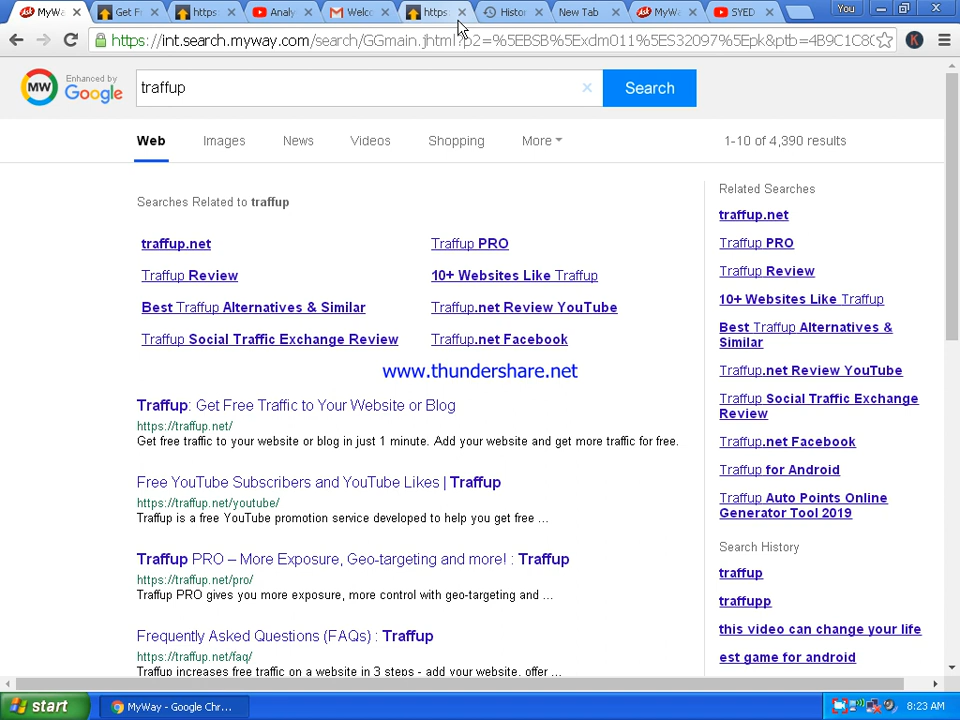 MyWa
Get F
https:
Analy
Welco
https:
Histor
New Tab
MyWa
SYED
You
https://int.search.myway.com/search/GGmain.jhtml?p2=%5EBSB%5Exdm011%5ES32097%5Epk&ptb=4B9C1C8C
K
MW
Enhanced by
Google
traffup
Search
Web
Images
News
Videos
Shopping
More
1-10 of 4,390 results
Searches Related to traffup
traffup.net
Traffup PRO
Traffup Review
10+ Websites Like Traffup
Best Traffup Alternatives & Similar
Traffup.net Review YouTube
Traffup Social Traffic Exchange Review
Traffup.net Facebook
www.thundershare.net
Traffup: Get Free Traffic to Your Website or Blog
https://traffup.net/
Get free traffic to your website or blog in just 1 minute. Add your website and get more traffic for free.
Free YouTube Subscribers and YouTube Likes | Traffup
https://traffup.net/youtube/
Traffup is a free YouTube promotion service developed to help you get free ...
Traffup PRO – More Exposure, Geo-targeting and more! : Traffup
https://traffup.net/pro/
Traffup PRO gives you more exposure, more control with geo-targeting and ...
Frequently Asked Questions (FAQs) : Traffup
https://traffup.net/faq/
Traffup increases free traffic on a website in 3 steps - add your website, offer ...
Related Searches
traffup.net
Traffup PRO
Traffup Review
10+ Websites Like Traffup
Best Traffup Alternatives &
Similar
Traffup.net Review YouTube
Traffup Social Traffic Exchange
Review
Traffup.net Facebook
Traffup for Android
Traffup Auto Points Online
Generator Tool 2019
Search History
traffup
traffupp
this video can change your life
est game for android
start
MyWay - Google Chr...
8:23 AM